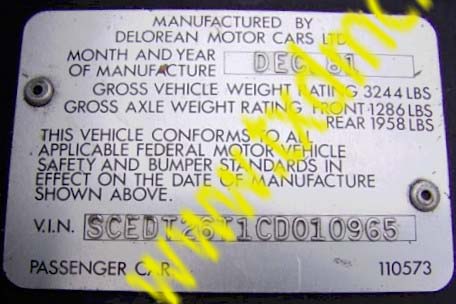 MANUFACTURED BY
DELOREAN MOTOR CARS LTD
MONTH AND YEAR
OF MANUFACTURE DEC 81
GROSS VEHICLE WEIGHT RATING 3244 LBS
GROSS AXLE WEIGHT RATING FRONT 1286 LBS
REAR 1958 LBS
THIS VEHICLE CONFORMS TO ALL
APPLICABLE FEDERAL MOTOR VEHICLE
SAFETY AND BUMPER STANDARDS IN
EFFECT ON THE DATE OF MANUFACTURE
SHOWN ABOVE.
V.I.N. SCEDT26T1CD010965
PASSENGER CAR 110573